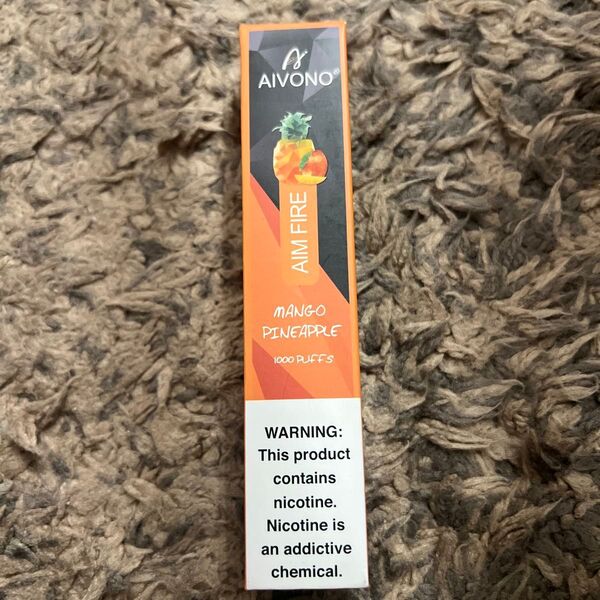 AIVONO®
AIM FIRE
MANGO
PINEAPPLE
1000 PUFFS
WARNING:
This product
contains
nicotine.
Nicotine is
an addictive
chemical.